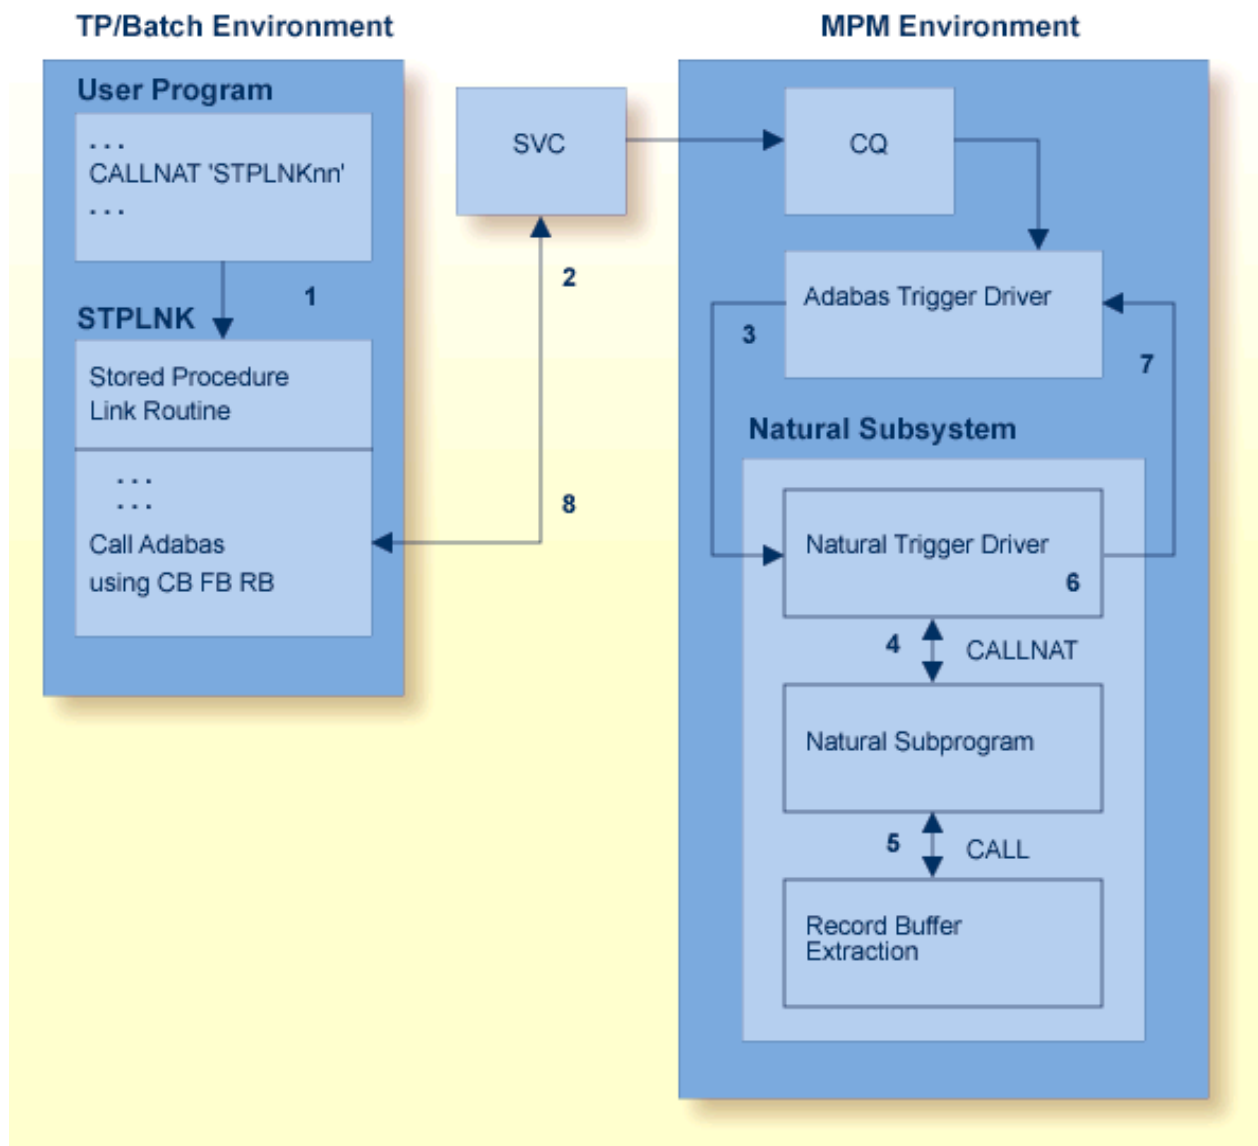 TP/Batch Environment
MPM Environment
User Program
...
CALLNAT 'STPLNKnn'
...
1
STPLNK
Stored Procedure
Link Routine
...
...
Call Adabas
using CB FB RB
SVC
2
8
CQ
Adabas Trigger Driver
3
7
Natural Subsystem
Natural Trigger Driver
6
4 CALLNAT
Natural Subprogram
5 CALL
Record Buffer
Extraction